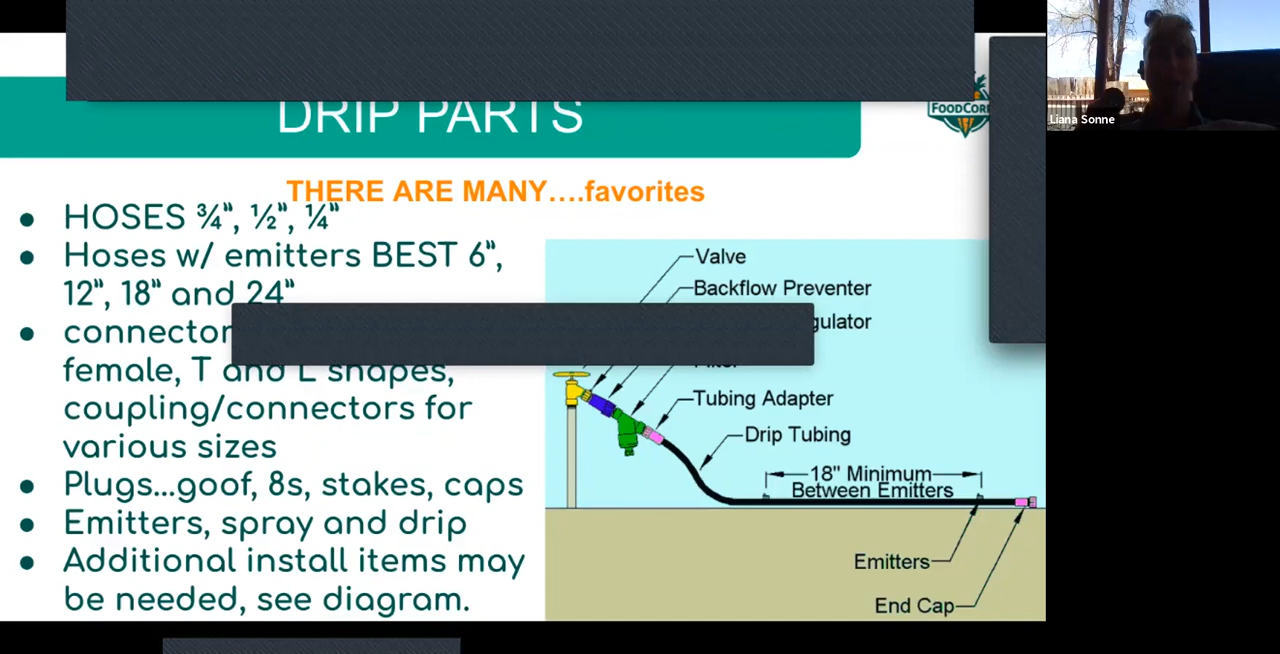 DRIP PARTS
FOODCOR
Liana Sonne
THERE ARE MANY....favorites
● HOSES ¾”, ½”, ¼”
● Hoses w/ emitters BEST 6”,
12”, 18” and 24”
● connector
female, T and L shapes,
coupling/connectors for
various sizes
● Plugs...goof, 8s, stakes, caps
● Emitters, spray and drip
● Additional install items may
be needed, see diagram.
Valve
Backflow Preventer
gulator
Tubing Adapter
Drip Tubing
18" Minimum
Between Emitters
Emitters
End Cap